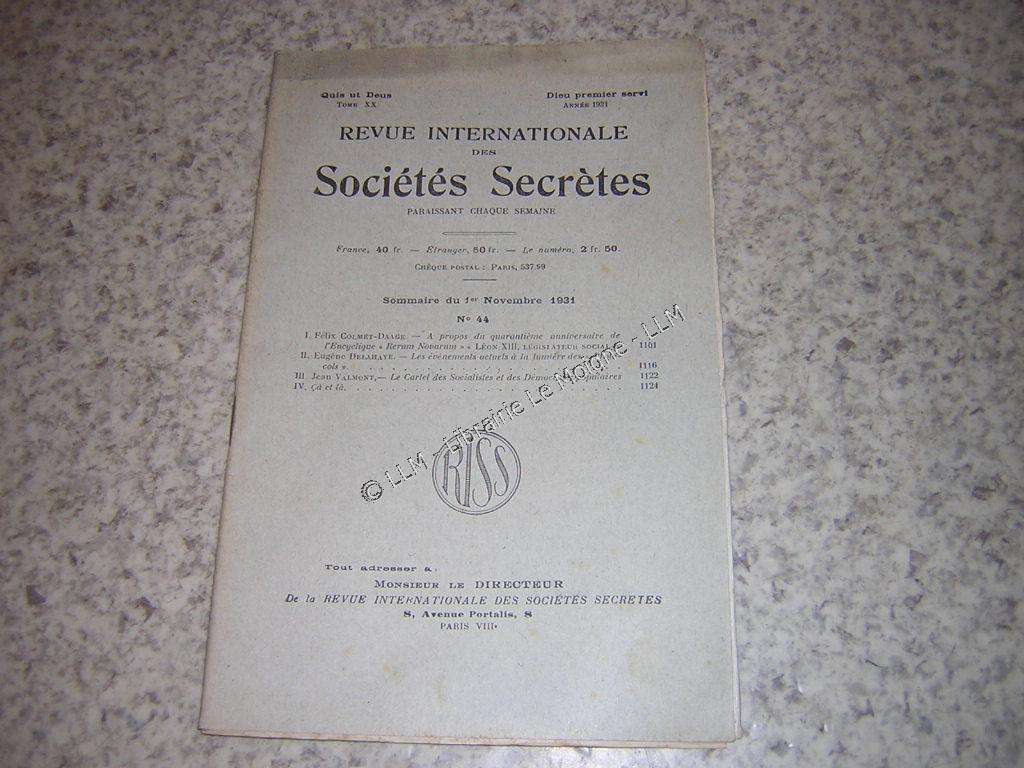 Quis ut Deus
Dieu premier servi
TOME XX
ANNÉE 1931
REVUE INTERNATIONALE
DES
Sociétés Secrètes
PARAISSANT CHAQUE SEMAINE
France, 40 fr. — Étranger, 50 fr. — Le numéro, 2 fr. 50.
CHÈQUE POSTAL : PARIS, 537.99
Sommaire du 1er Novembre 1931
N° 44
I. Félix COLMET-DAAGE. — A propos du quarantième anniversaire de
l'Encyclique « Rerum Novarum » « LÉON XIII, LÉGISLATEUR SOCIAL 1101
II. Eugène DELAHAYE. — Les événements actuels à la lumière des
cols ». . . . . . . . . . . . . . . . 1116
III. Jean VALMONT. — Le Cartel des Socialistes et des Démocrates populaires 1122
IV. Çà et là. . . . . . . . . . . . . . . . 1124
RISS
© LLM - Librairie Le Moigne - LLM
Tout adresser à :
MONSIEUR LE DIRECTEUR
De la REVUE INTERNATIONALE DES SOCIÉTÉS SECRETES
8, Avenue Portalis, 8
PARIS VIIIe